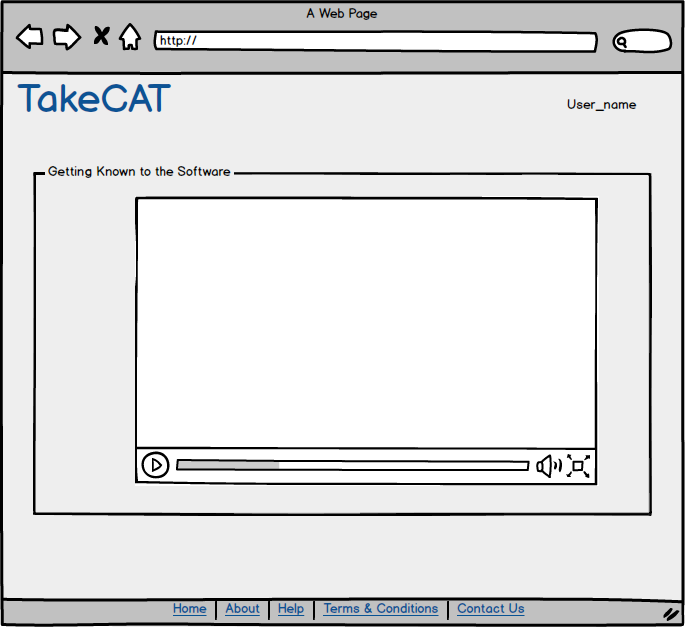 A Web Page
http://
TakeCAT
User_name
Getting Known to the Software
Home | About | Help | Terms & Conditions | Contact Us